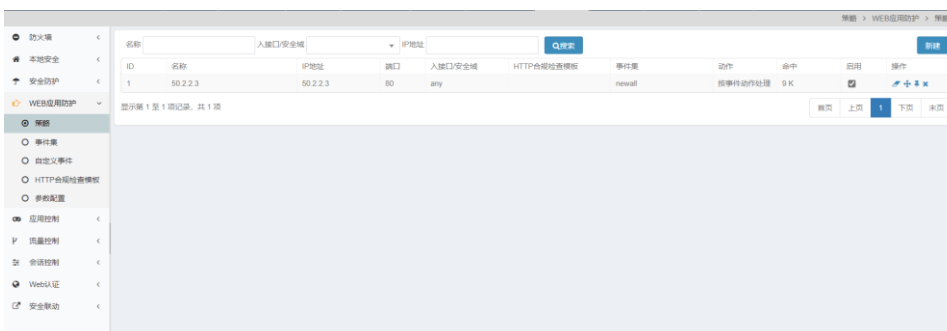 策略 > WEB应用防护 > 策略
防火墙
本地安全
安全防护
WEB应用防护
策略
事件集
自定义事件
HTTP合规检查模板
参数配置
应用控制
流量控制
会话控制
Web认证
安全联动
名称 入接口/安全域 IP地址 搜索 新建
ID 名称 IP地址 端口 入接口/安全域 HTTP合规检查模板 事件集 动作 命中 启用 操作
1 50.2.2.3 50.2.2.3 80 any newall 按事件动作处理 9 K
显示第 1 至 1 项记录，共 1 项
首页 上页 1 下页 末页